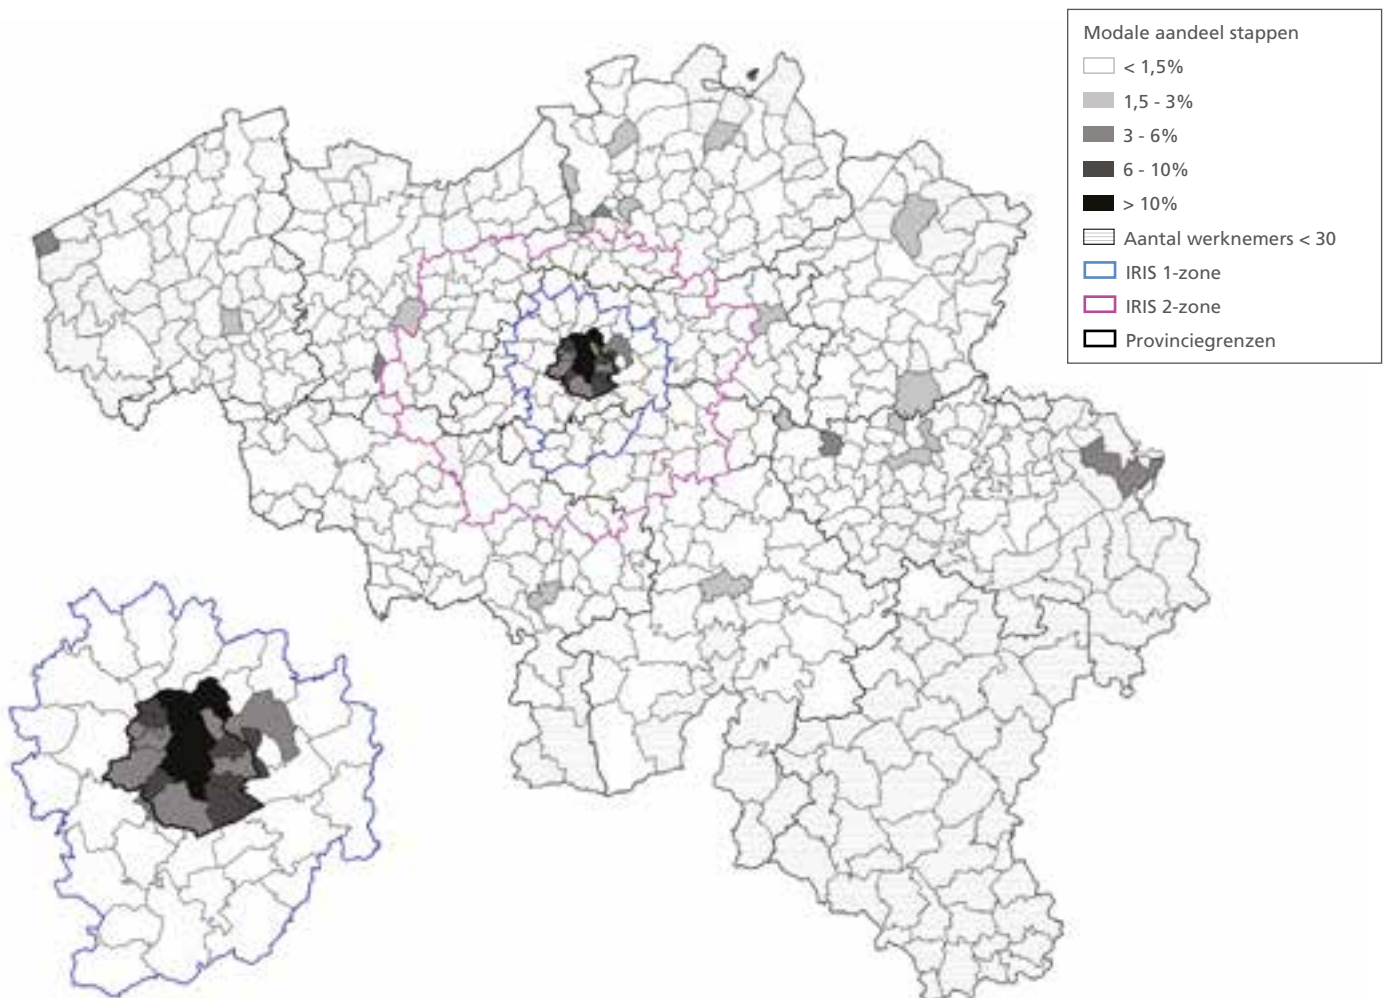 Modale aandeel stappen
< 1,5%
1,5 - 3%
3 - 6%
6 - 10%
> 10%
Aantal werknemers < 30
IRIS 1-zone
IRIS 2-zone
Provinciegrenzen